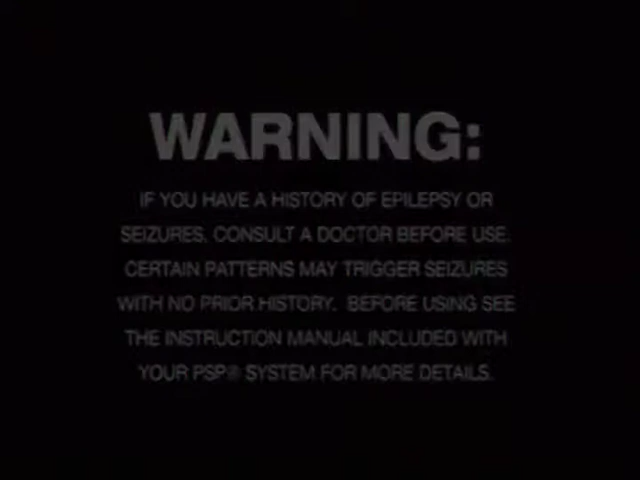 WARNING:
IF YOU HAVE A HISTORY OF EPILEPSY OR
SEIZURES, CONSULT A DOCTOR BEFORE USE.
CERTAIN PATTERNS MAY TRIGGER SEIZURES
WITH NO PRIOR HISTORY. BEFORE USING SEE
THE INSTRUCTION MANUAL INCLUDED WITH
YOUR PSP® SYSTEM FOR MORE DETAILS.